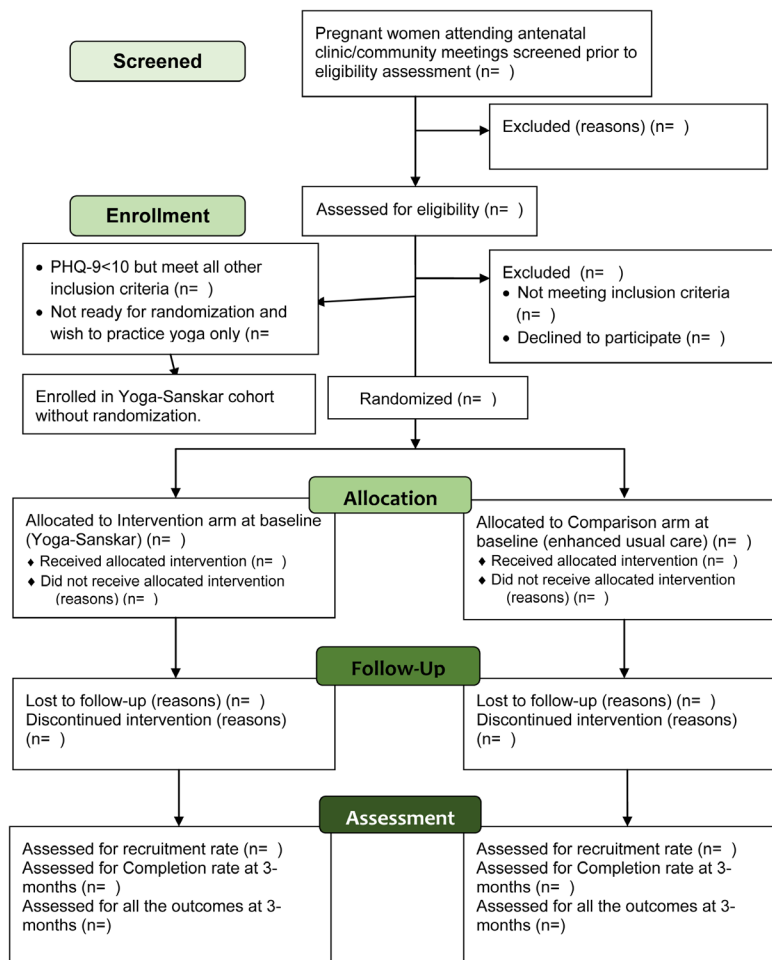 Screened
Pregnant women attending antenatal
clinic/community meetings screened prior to
eligibility assessment (n=  )
Excluded (reasons) (n=  )
Enrollment
Assessed for eligibility (n=  )
• PHQ-9<10 but meet all other
inclusion criteria (n=  )
• Not ready for randomization and
wish to practice yoga only (n=
Excluded  (n=  )
• Not meeting inclusion criteria
(n=  )
• Declined to participate (n=  )
Enrolled in Yoga-Sanskar cohort
without randomization.
Randomized (n=  )
Allocation
Allocated to Intervention arm at baseline
(Yoga-Sanskar) (n=  )
♦ Received allocated intervention (n=  )
♦ Did not receive allocated intervention
(reasons) (n=  )
Allocated to Comparison arm at
baseline (enhanced usual care) (n=  )
♦ Received allocated intervention (n=  )
♦ Did not receive allocated intervention
(reasons) (n=  )
Follow-Up
Lost to follow-up (reasons) (n=  )
Discontinued intervention (reasons)
(n=  )
Lost to follow-up (reasons) (n=  )
Discontinued intervention (reasons)
(n=  )
Assessment
Assessed for recruitment rate (n=  )
Assessed for Completion rate at 3-
months (n=  )
Assessed for all the outcomes at 3-
months (n=)
Assessed for recruitment rate (n=  )
Assessed for Completion rate at 3-
months (n=  )
Assessed for all the outcomes at 3-
months (n=)